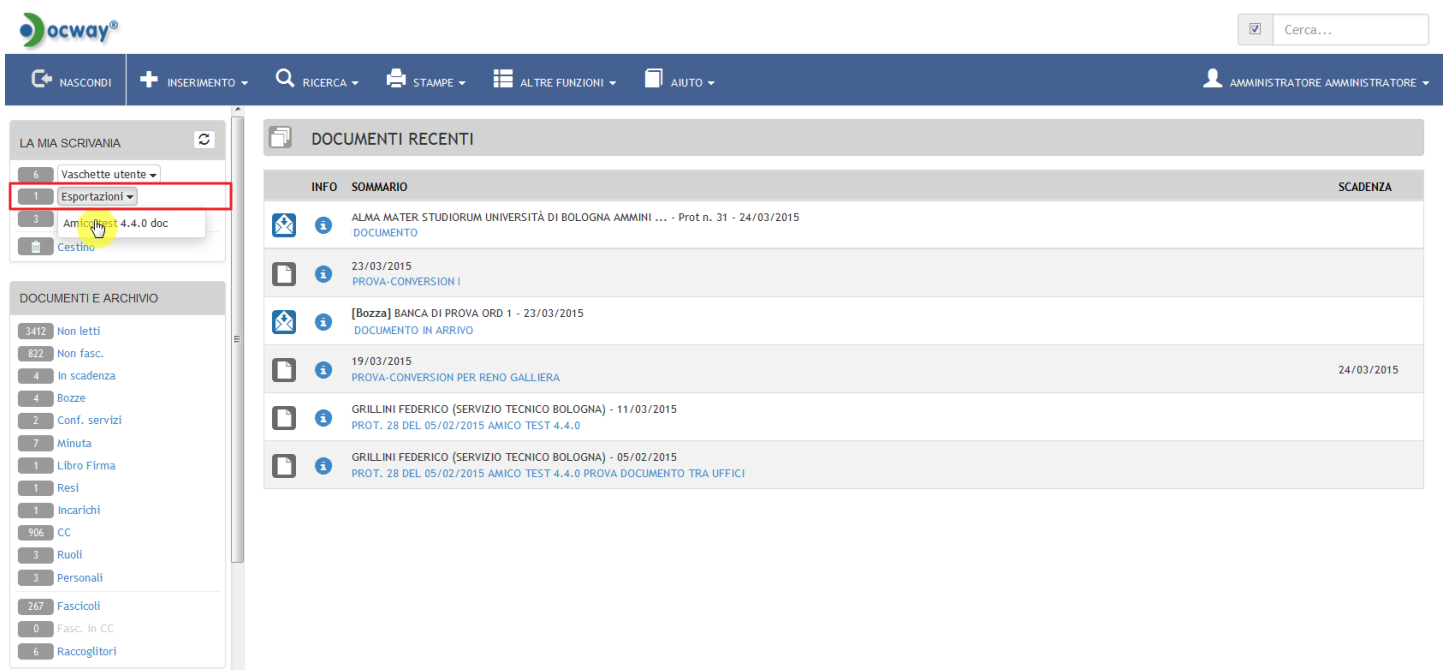 ocway®
Cerca...
NASCONDI
INSERIMENTO
RICERCA
STAMPE
ALTRE FUNZIONI
AIUTO
AMMINISTRATORE AMMINISTRATORE
LA MIA SCRIVANIA
6 Vaschette utente
1 Esportazioni
3
Amico test 4.4.0 doc
Cestino
DOCUMENTI E ARCHIVIO
3412 Non letti
822 Non fasc.
4 In scadenza
4 Bozze
2 Conf. servizi
7 Minuta
1 Libro Firma
1 Resi
1 Incarichi
906 CC
3 Ruoli
3 Personali
267 Fascicoli
0 Fasc. in CC
6 Raccoglitori
DOCUMENTI RECENTI
INFO SOMMARIO SCADENZA
ALMA MATER STUDIORUM UNIVERSITÀ DI BOLOGNA AMMINI ... - Prot n. 31 - 24/03/2015
DOCUMENTO
23/03/2015
PROVA-CONVERSION I
[Bozza] BANCA DI PROVA ORD 1 - 23/03/2015
DOCUMENTO IN ARRIVO
19/03/2015
PROVA-CONVERSION PER RENO GALLIERA 24/03/2015
GRILLINI FEDERICO (SERVIZIO TECNICO BOLOGNA) - 11/03/2015
PROT. 28 DEL 05/02/2015 AMICO TEST 4.4.0
GRILLINI FEDERICO (SERVIZIO TECNICO BOLOGNA) - 05/02/2015
PROT. 28 DEL 05/02/2015 AMICO TEST 4.4.0 PROVA DOCUMENTO TRA UFFICI